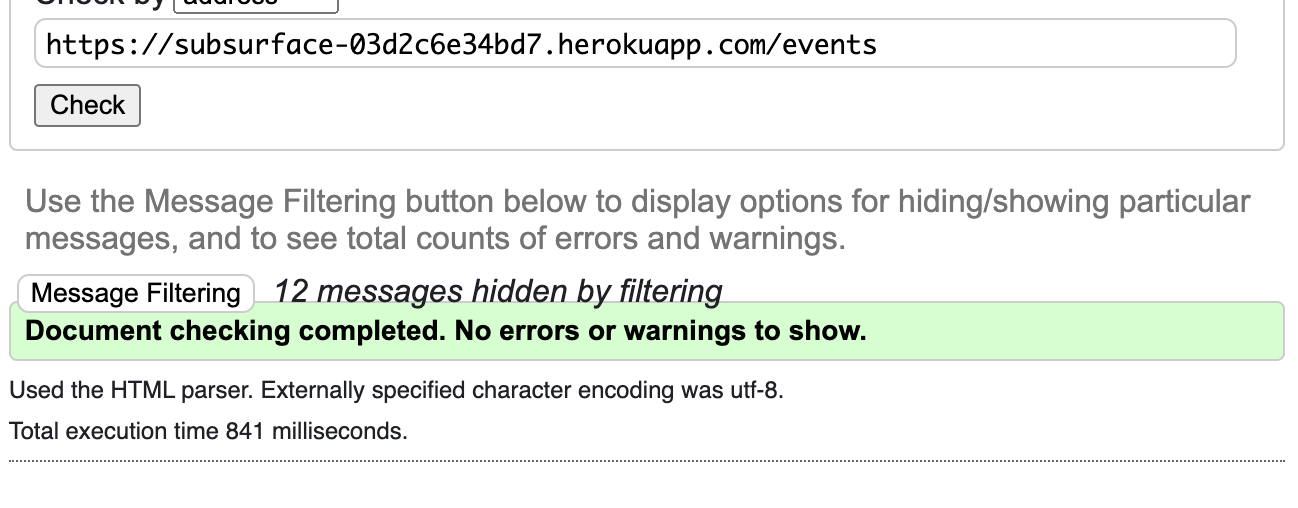 Check by address
https://subsurface-03d2c6e34bd7.herokuapp.com/events
Check
Use the Message Filtering button below to display options for hiding/showing particular
messages, and to see total counts of errors and warnings.
Message Filtering 12 messages hidden by filtering
Document checking completed. No errors or warnings to show.
Used the HTML parser. Externally specified character encoding was utf-8.
Total execution time 841 milliseconds.